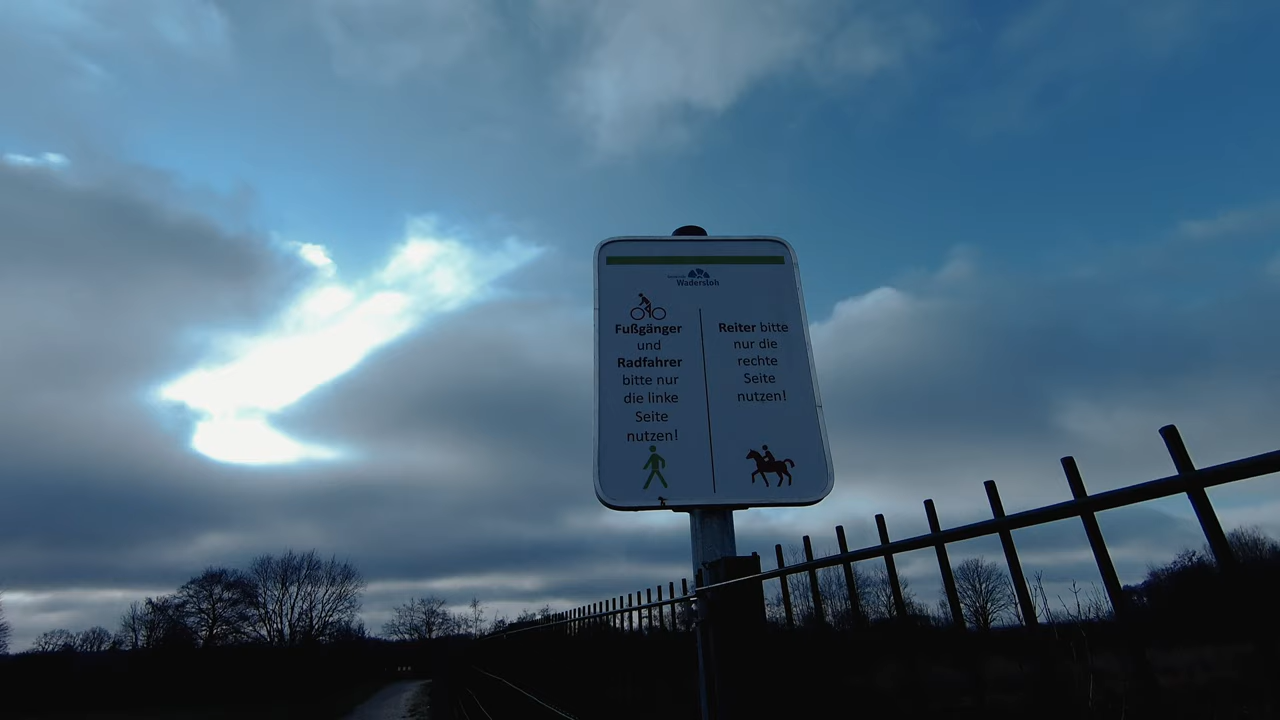 Wadersloh
Fußgänger
und
Radfahrer
bitte nur
die linke
Seite
nutzen!
Reiter bitte
nur die
rechte
Seite
nutzen!